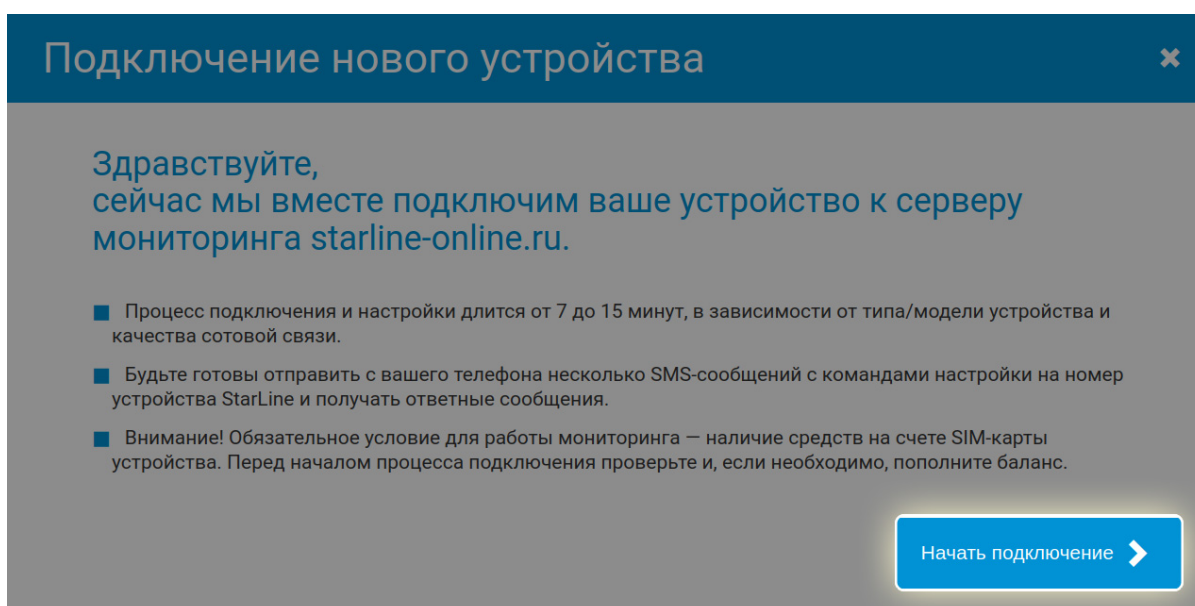 Подключение нового устройства
Здравствуйте,
сейчас мы вместе подключим ваше устройство к серверу
мониторинга starline-online.ru.
Процесс подключения и настройки длится от 7 до 15 минут, в зависимости от типа/модели устройства и
качества сотовой связи.
Будьте готовы отправить с вашего телефона несколько SMS-сообщений с командами настройки на номер
устройства StarLine и получать ответные сообщения.
Внимание! Обязательное условие для работы мониторинга — наличие средств на счете SIM-карты
устройства. Перед началом процесса подключения проверьте и, если необходимо, пополните баланс.
Начать подключение